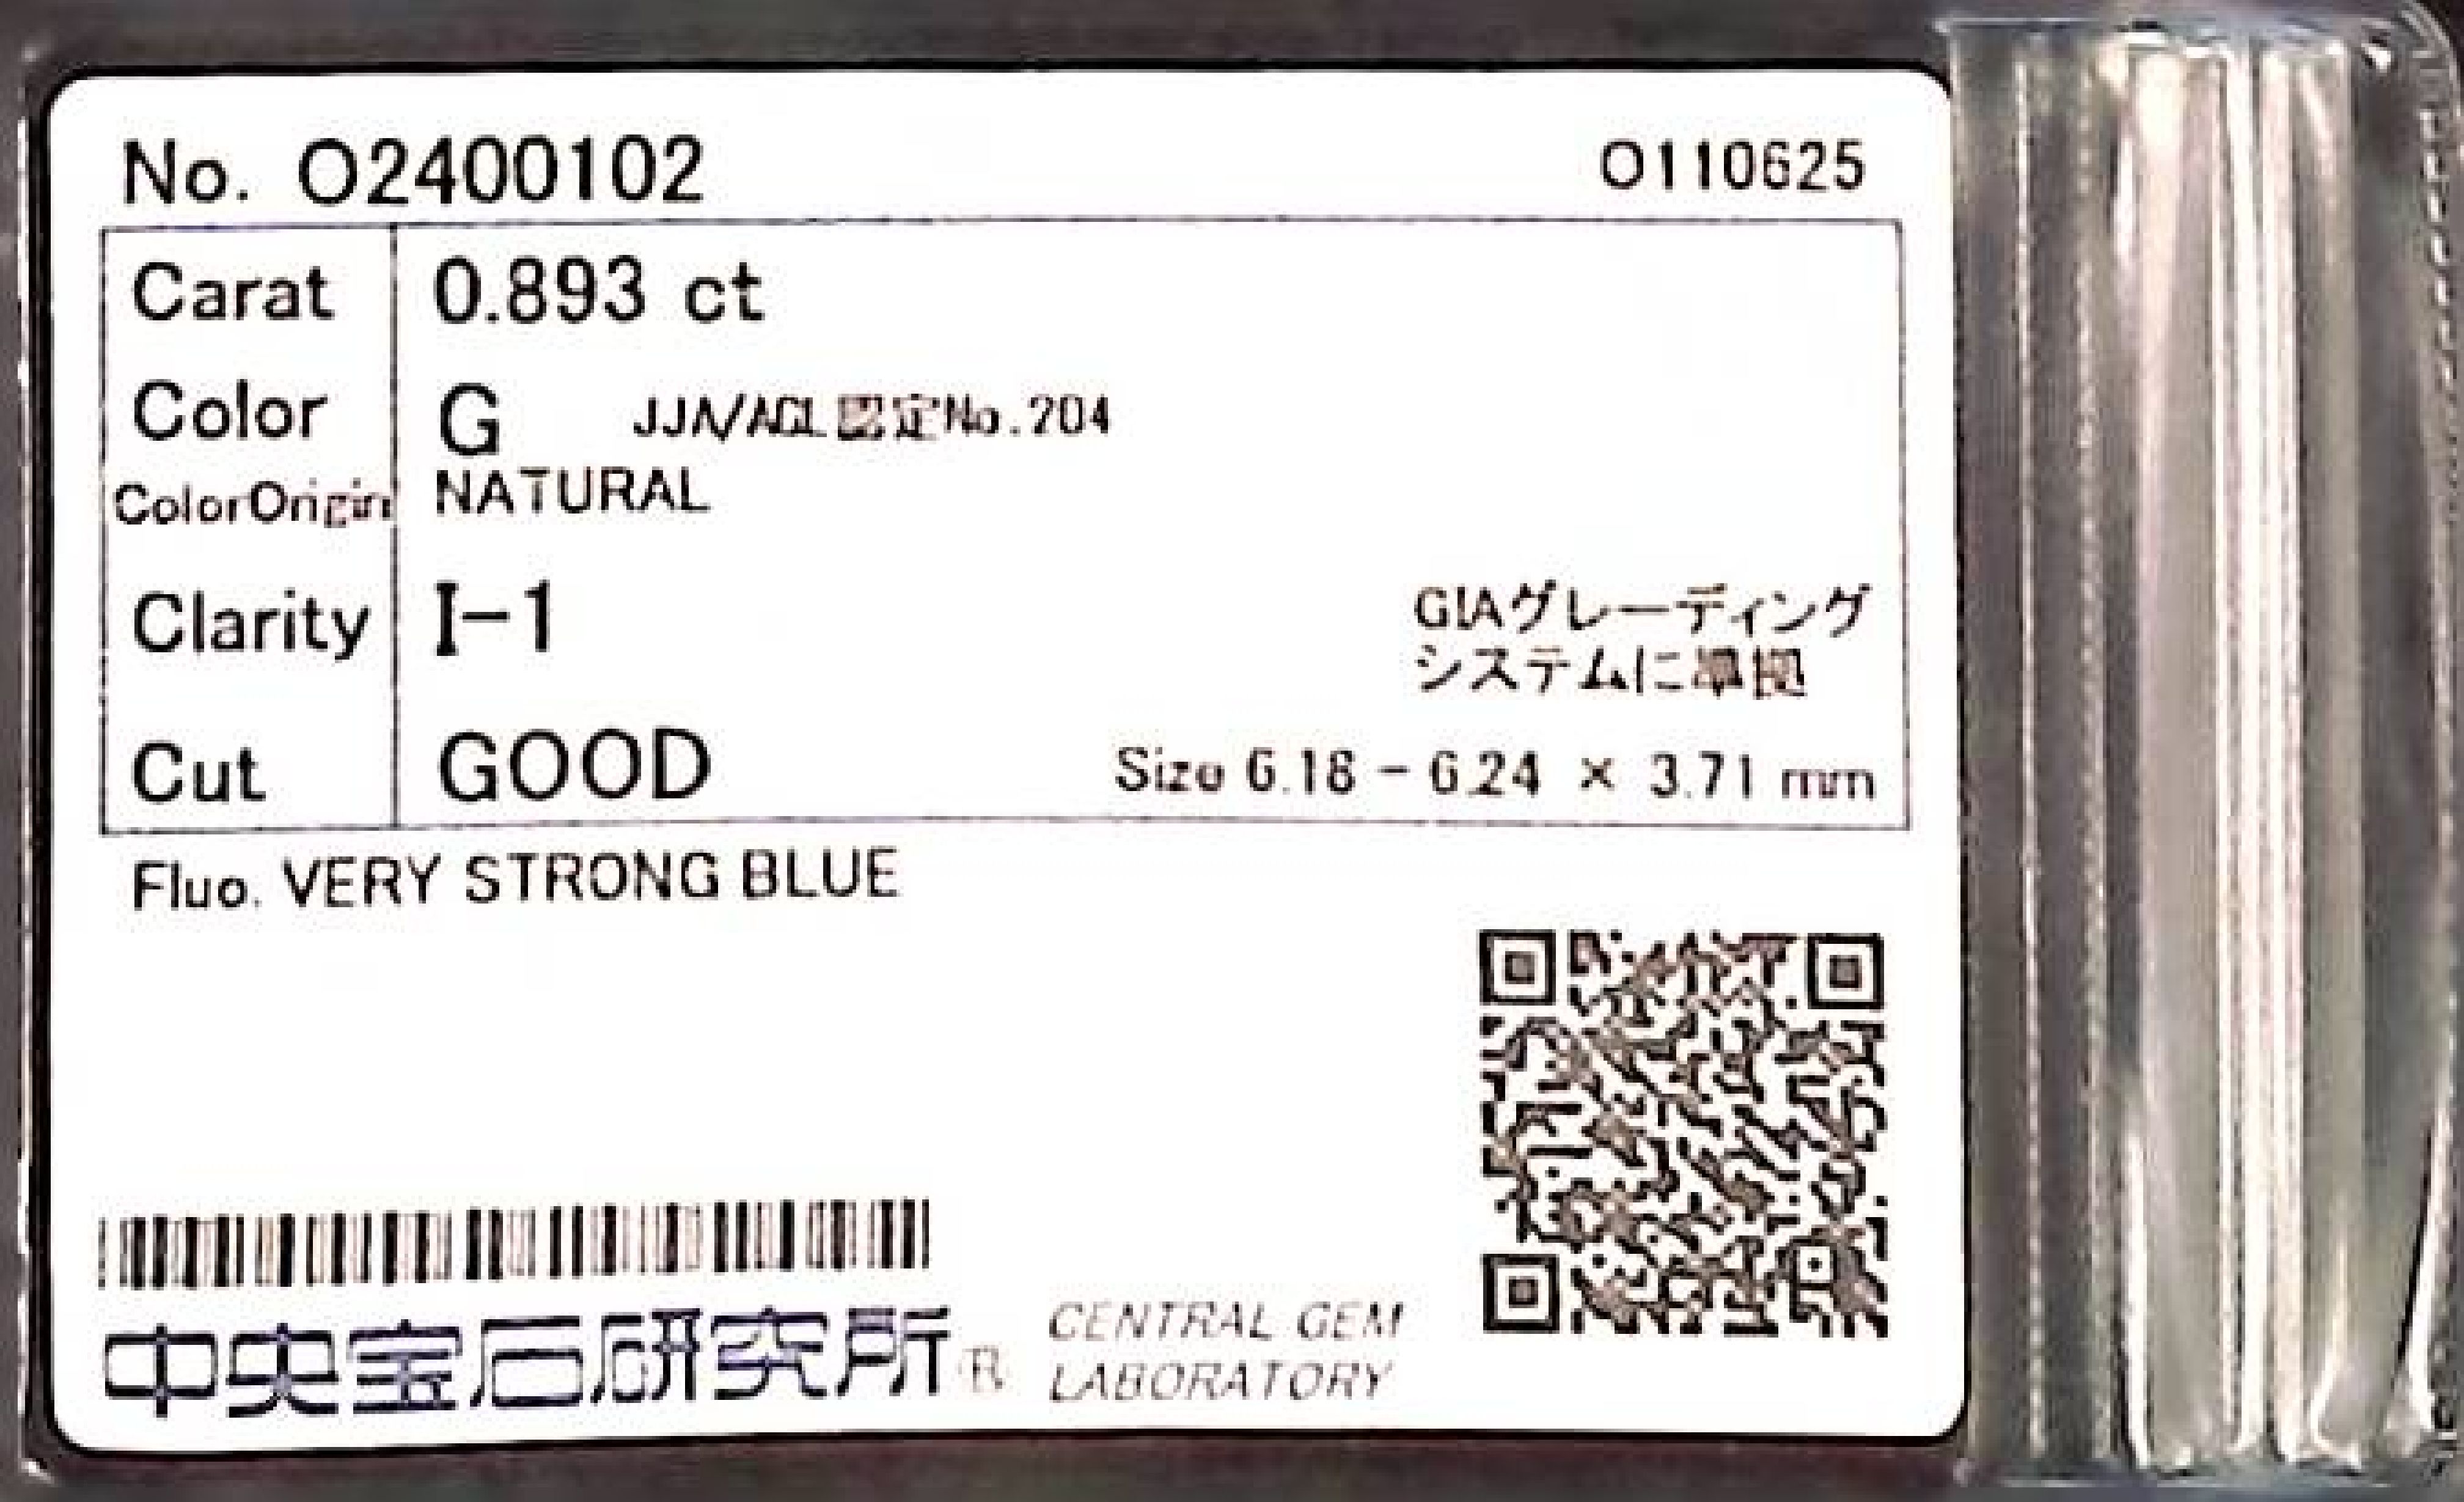 No. O2400102
O110625
Carat 0.893 ct
Color G JJA/AGL認定No.204
ColorOrigin NATURAL
Clarity I-1
GIAグレーディング
システムに準拠
Cut GOOD Size 6.18 - 6.24 × 3.71 mm
Fluo. VERY STRONG BLUE
中央宝石研究所®
CENTRAL GEM
LABORATORY